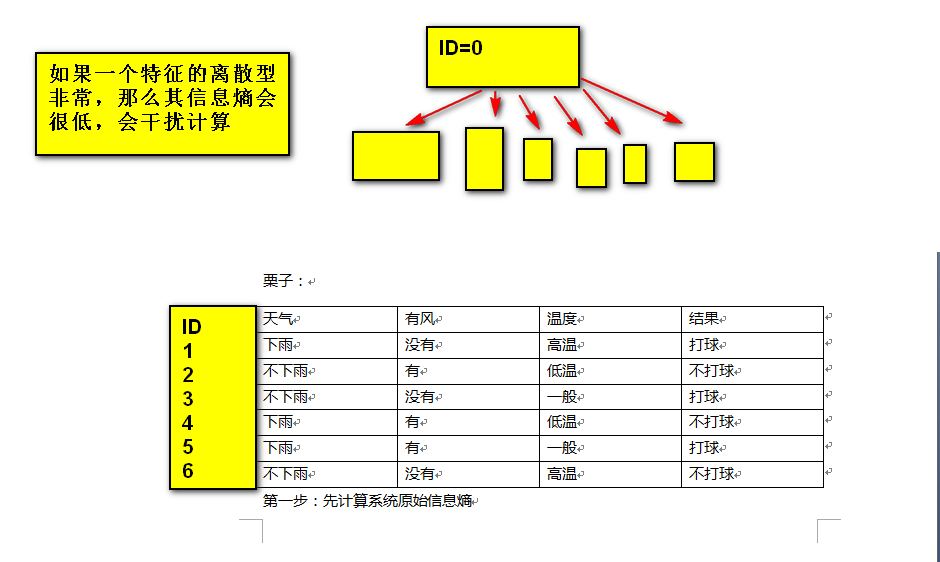 ID=0
如果一个特征的离散型
非常，那么其信息熵会
很低，会干扰计算
栗子：
ID 天气 有风 温度 结果
1 下雨 没有 高温 打球
2 不下雨 有 低温 不打球
3 不下雨 没有 一般 打球
4 下雨 有 低温 不打球
5 下雨 有 一般 打球
6 不下雨 没有 高温 不打球
第一步：先计算系统原始信息熵